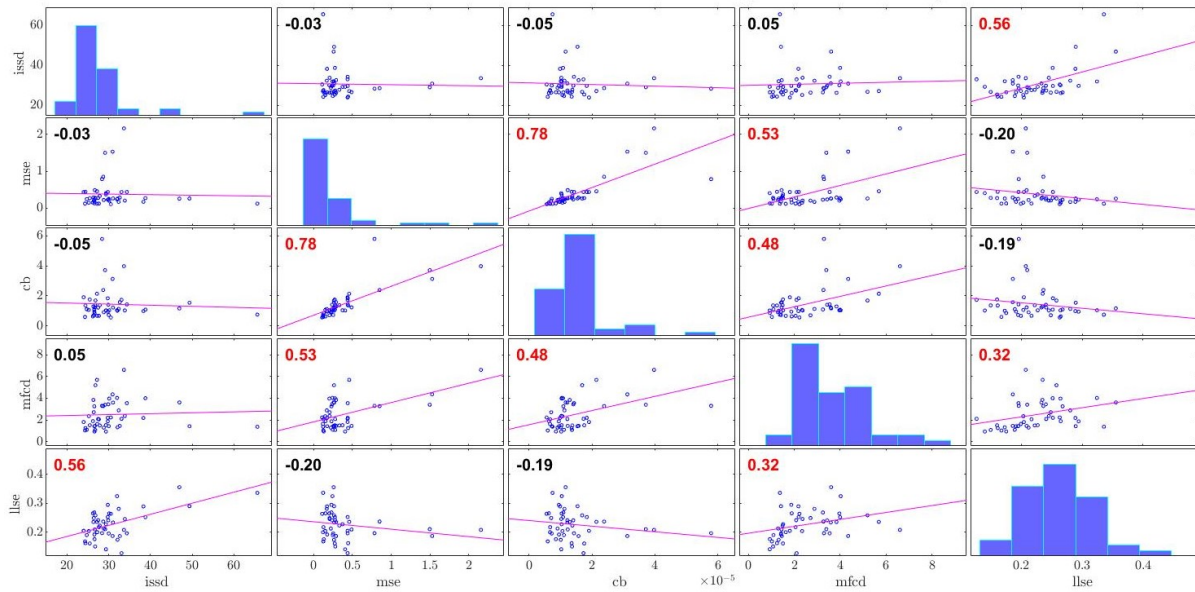 -0.03 -0.05 0.05 0.56
60
40
20
issd
-0.03 0.78 0.53 -0.20
2
1
0
mse
-0.05 0.78 0.48 -0.19
6
4
2
0
cb
0.05 0.53 0.48 0.32
8
6
4
2
0
mfcd
0.56 -0.20 -0.19 0.32
0.4
0.3
0.2
llse
20 30 40 50 60 0 0.5 1 1.5 2 0 2 4 6 0 2 4 6 8 0.2 0.3 0.4
×10⁻⁵
issd mse cb mfcd llse